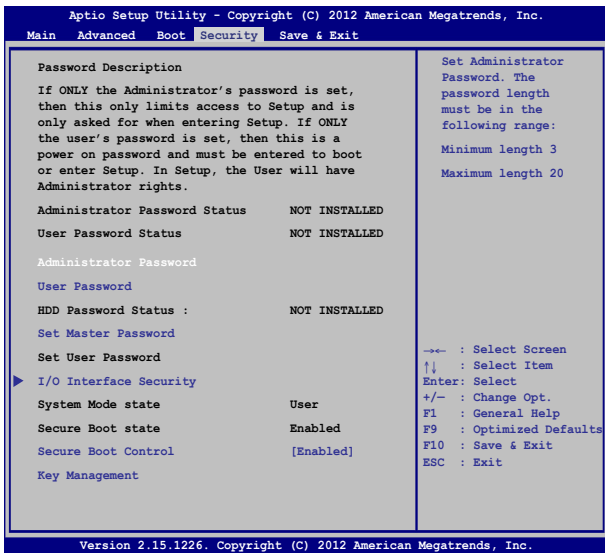 Aptio Setup Utility - Copyright (C) 2012 American Megatrends, Inc.
Main Advanced Boot Security Save & Exit
Password Description
If ONLY the Administrator's password is set,
then this only limits access to Setup and is
only asked for when entering Setup. If ONLY
the user's password is set, then this is a
power on password and must be entered to boot
or enter Setup. In Setup, the User will have
Administrator rights.
Administrator Password Status NOT INSTALLED
User Password Status NOT INSTALLED
Administrator Password
User Password
HDD Password Status : NOT INSTALLED
Set Master Password
Set User Password
I/O Interface Security
System Mode state User
Secure Boot state Enabled
Secure Boot Control [Enabled]
Key Management
Set Administrator
Password. The
password length
must be in the
following range:
Minimum length 3
Maximum length 20
→← : Select Screen
↑↓ : Select Item
Enter: Select
+/— : Change Opt.
F1 : General Help
F9 : Optimized Defaults
F10 : Save & Exit
ESC : Exit
Version 2.15.1226. Copyright (C) 2012 American Megatrends, Inc.